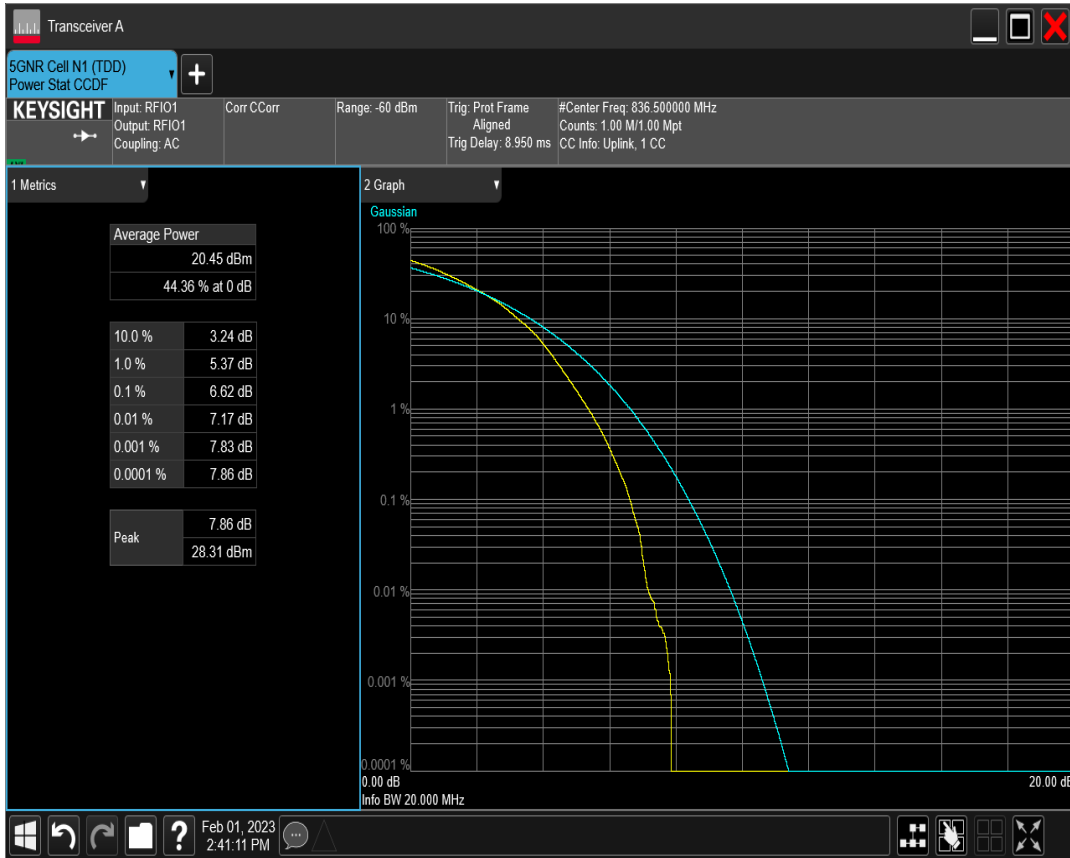 Transceiver A
5GNR Cell N1 (TDD)
Power Stat CCDF
KEYSIGHT
Input: RFIO1
Output: RFIO1
Coupling: AC
Corr CCorr
Range: -60 dBm
Trig: Prot Frame
Aligned
Trig Delay: 8.950 ms
#Center Freq: 836.500000 MHz
Counts: 1.00 M/1.00 Mpt
CC Info: Uplink, 1 CC
1 Metrics
Average Power
20.45 dBm
44.36 % at 0 dB
10.0 % 3.24 dB
1.0 % 5.37 dB
0.1 % 6.62 dB
0.01 % 7.17 dB
0.001 % 7.83 dB
0.0001 % 7.86 dB
Peak
7.86 dB
28.31 dBm
2 Graph
Gaussian
100 %
10 %
1 %
0.1 %
0.01 %
0.001 %
0.0001 %
0.00 dB
20.00 dB
Info BW 20.000 MHz
?
Feb 01, 2023
2:41:11 PM